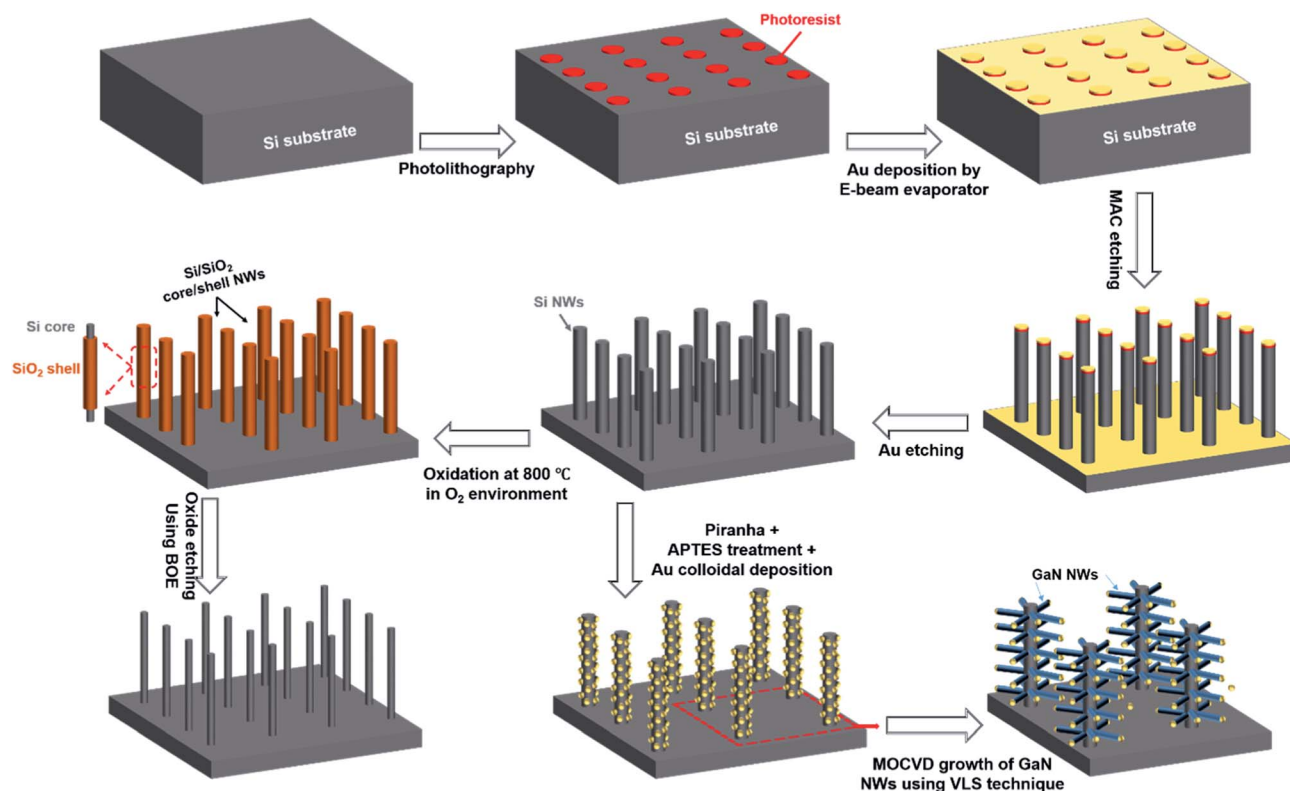 Photoresist
Si substrate
Si substrate
Si substrate
Photolithography
Au deposition by
E-beam evaporator
MAC etching
Si/SiO₂
core/shell NWs
Si NWs
Si core
SiO₂ shell
Au etching
Oxidation at 800 ℃
in O₂ environment
Oxide etching
Using BOE
Piranha +
APTES treatment +
Au colloidal deposition
GaN NWs
MOCVD growth of GaN
NWs using VLS technique